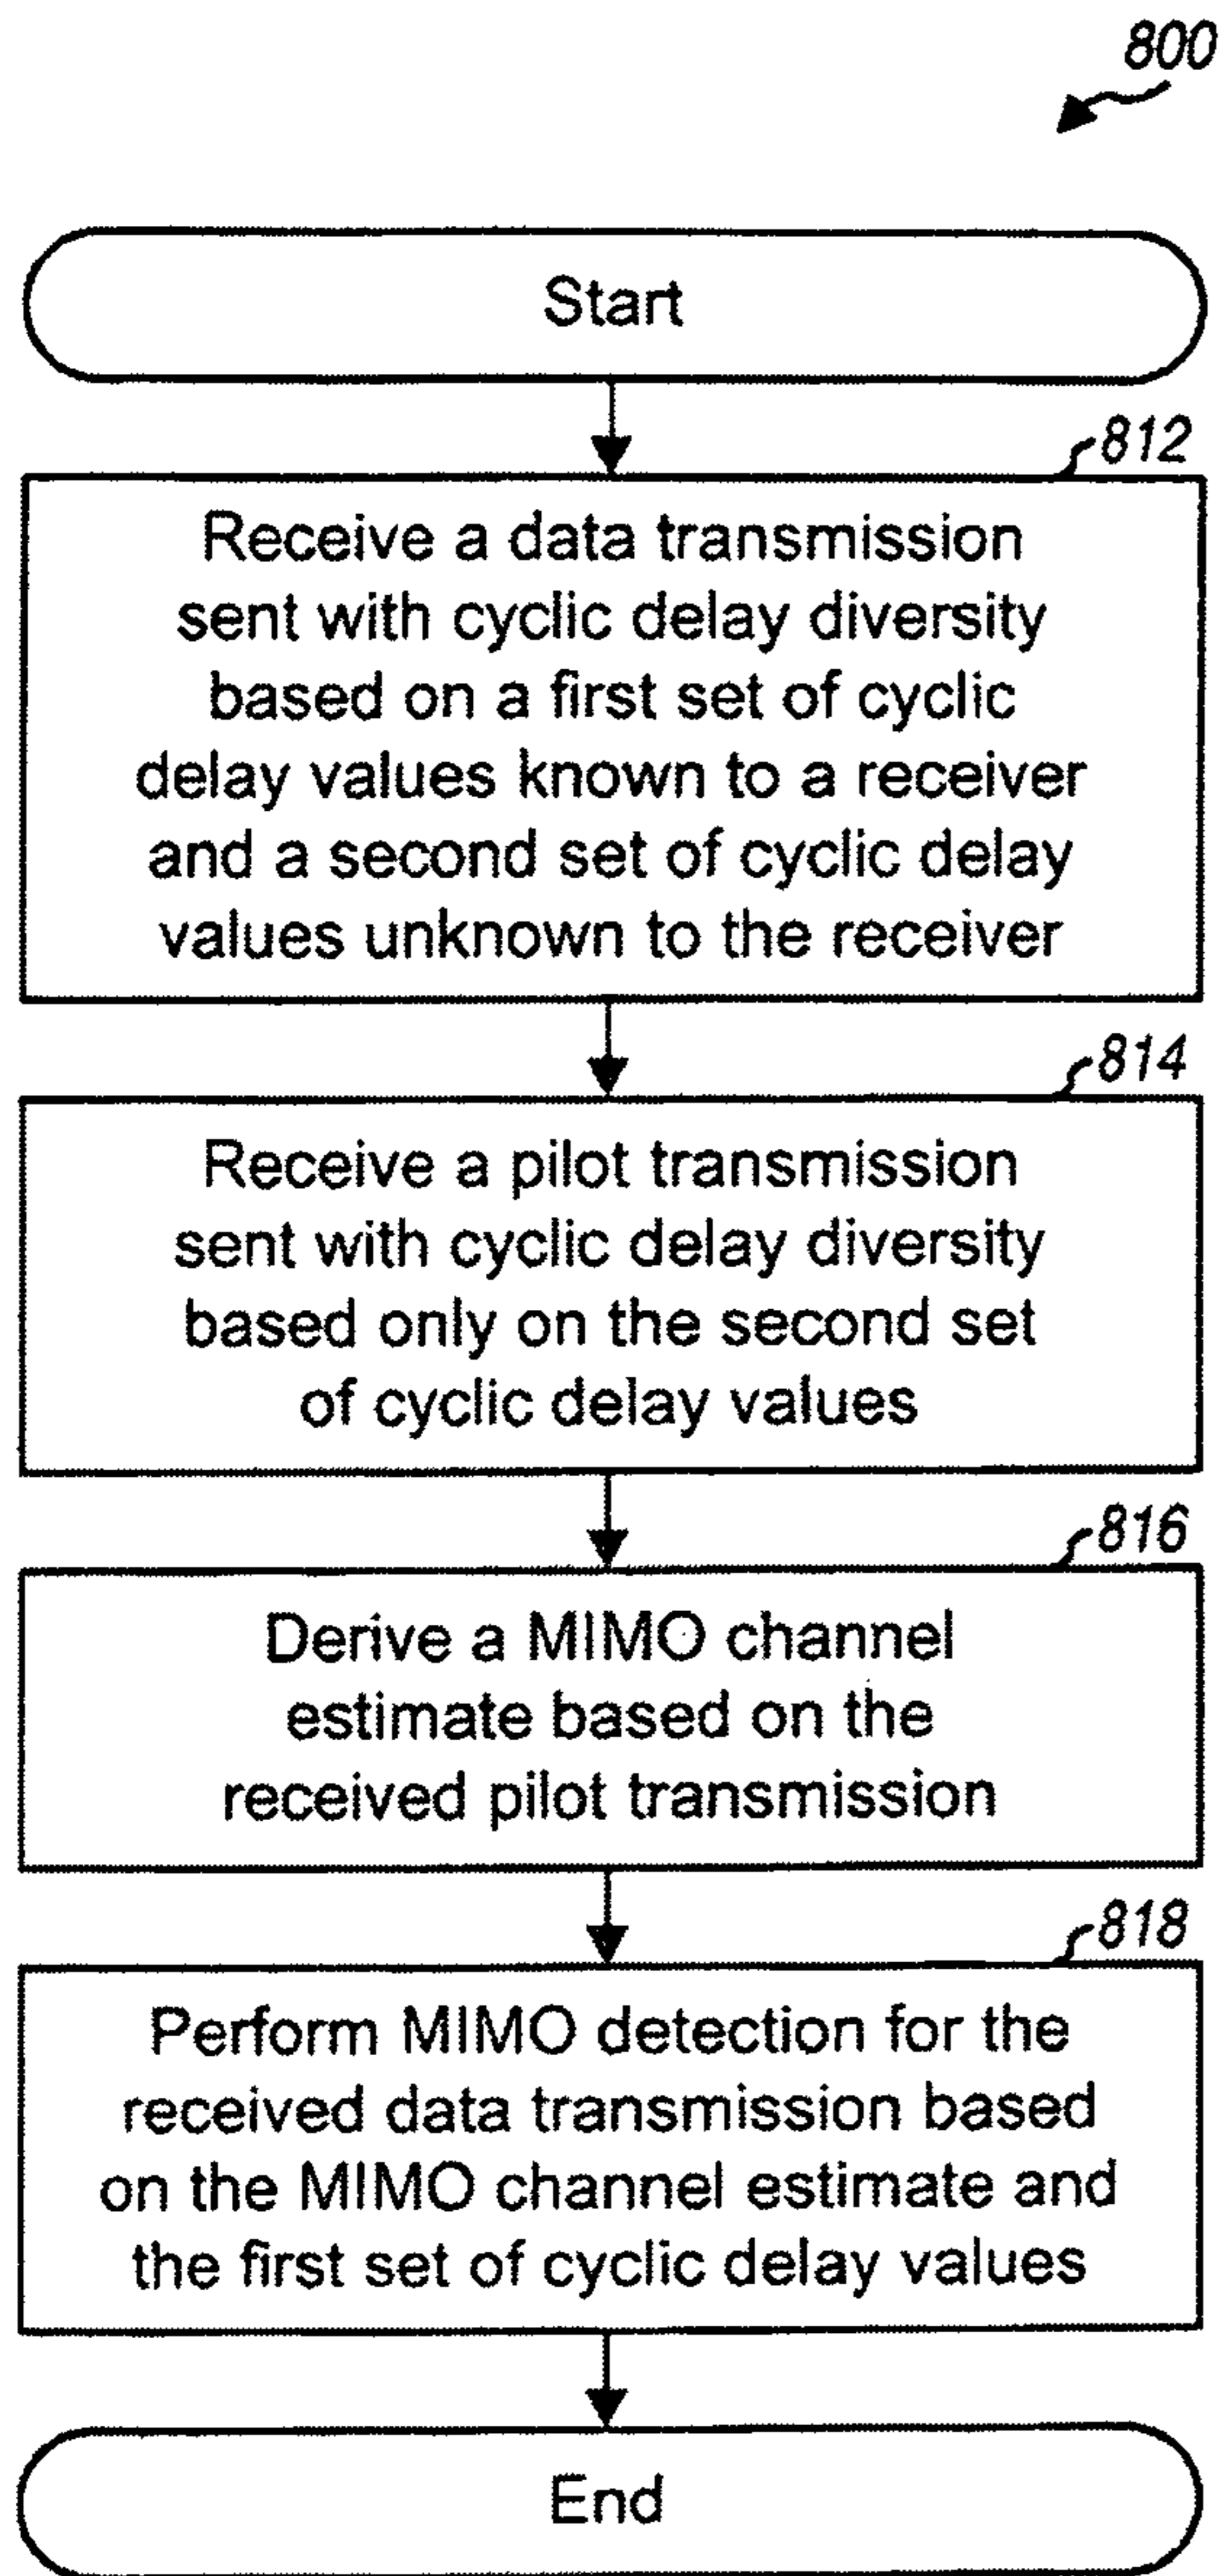 800
Start
812
Receive a data transmission
sent with cyclic delay diversity
based on a first set of cyclic
delay values known to a receiver
and a second set of cyclic delay
values unknown to the receiver
814
Receive a pilot transmission
sent with cyclic delay diversity
based only on the second set
of cyclic delay values
816
Derive a MIMO channel
estimate based on the
received pilot transmission
818
Perform MIMO detection for the
received data transmission based
on the MIMO channel estimate and
the first set of cyclic delay values
End